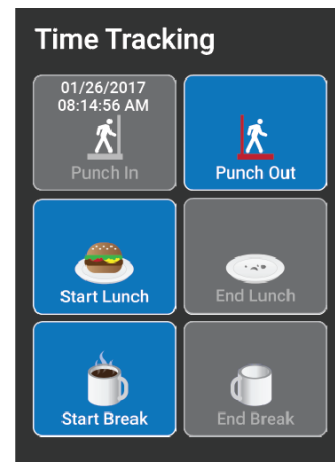 Time Tracking
01/26/2017
08:14:56 AM
Punch In
Punch Out
Start Lunch
End Lunch
Start Break
End Break